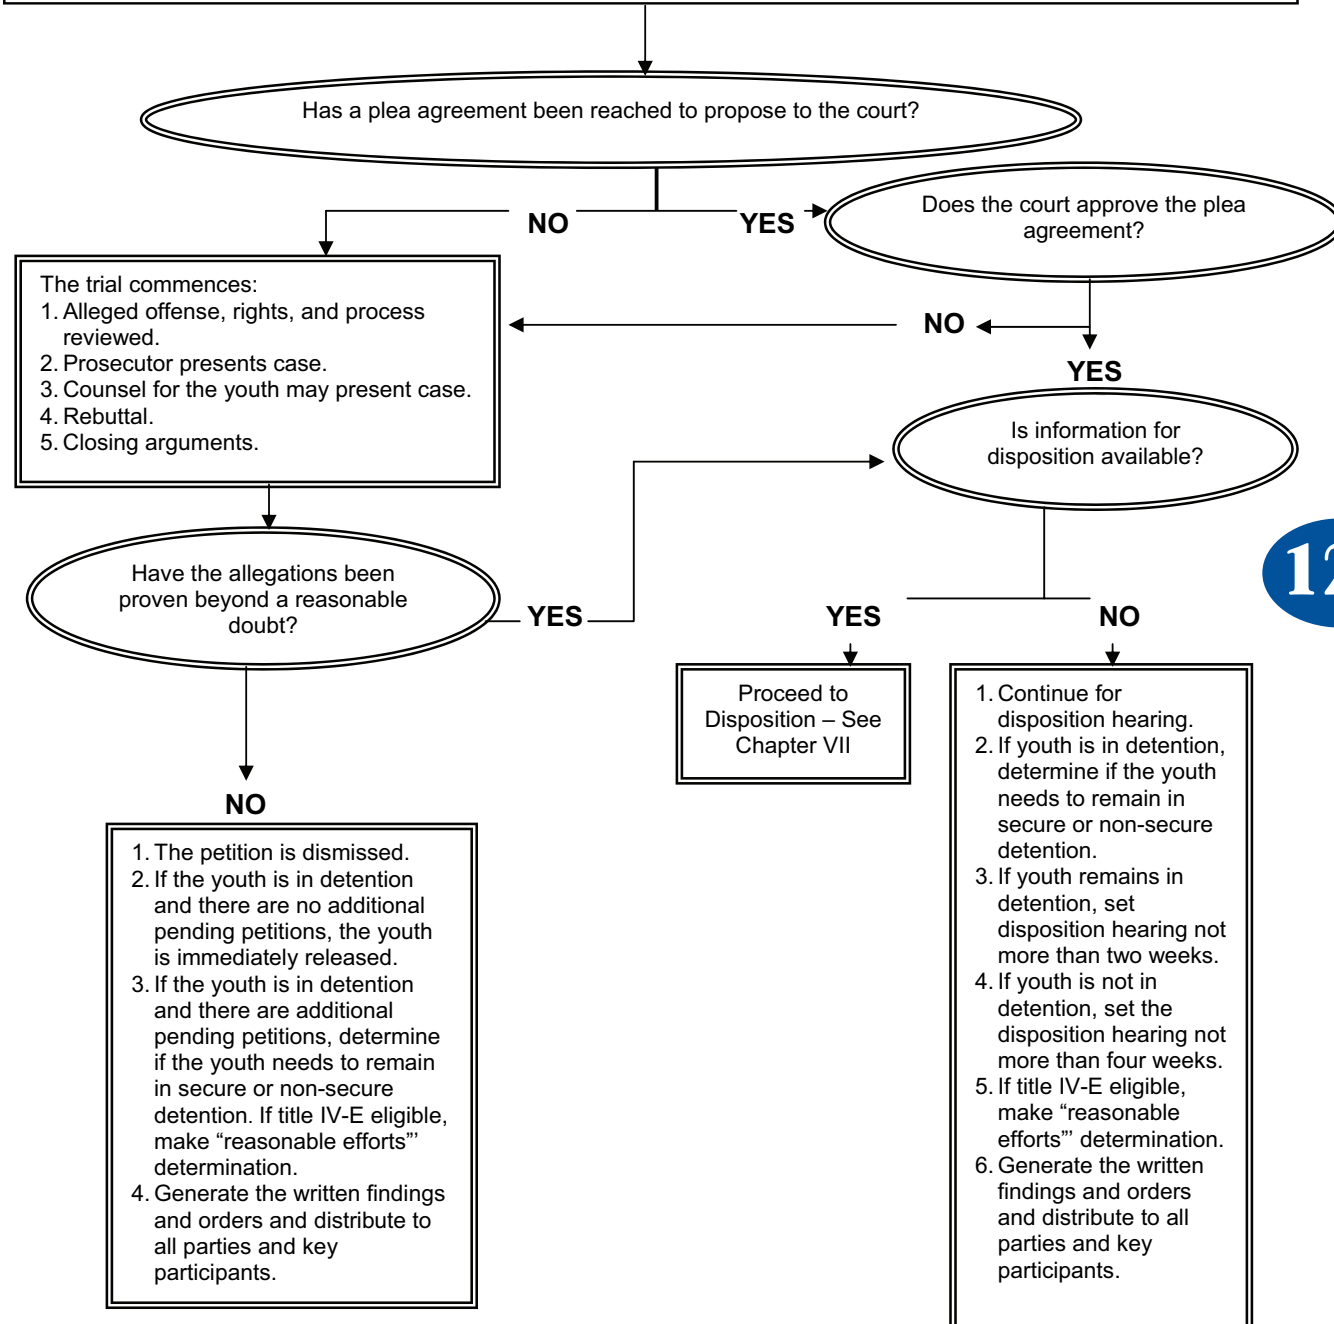 Has a plea agreement been reached to propose to the court?
NO
YES
Does the court approve the plea
agreement?
The trial commences:
1. Alleged offense, rights, and process
reviewed.
2. Prosecutor presents case.
3. Counsel for the youth may present case.
4. Rebuttal.
5. Closing arguments.
NO
YES
Is information for
disposition available?
Have the allegations been
proven beyond a reasonable
doubt?
YES
YES
NO
Proceed to
Disposition – See
Chapter VII
1. Continue for
disposition hearing.
2. If youth is in detention,
determine if the youth
needs to remain in
secure or non-secure
detention.
3. If youth remains in
detention, set
disposition hearing not
more than two weeks.
4. If youth is not in
detention, set the
disposition hearing not
more than four weeks.
5. If title IV-E eligible,
make “reasonable
efforts”’ determination.
6. Generate the written
findings and orders
and distribute to all
parties and key
participants.
NO
1. The petition is dismissed.
2. If the youth is in detention
and there are no additional
pending petitions, the youth
is immediately released.
3. If the youth is in detention
and there are additional
pending petitions, determine
if the youth needs to remain
in secure or non-secure
detention. If title IV-E eligible,
make “reasonable efforts”’
determination.
4. Generate the written findings
and orders and distribute to
all parties and key
participants.